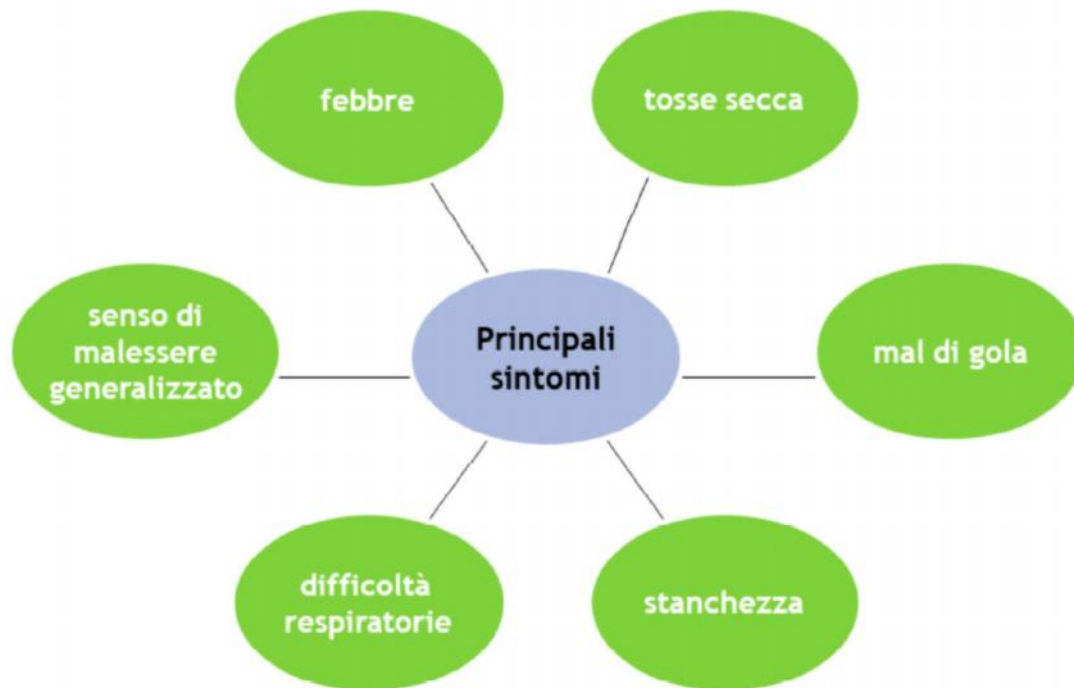 febbre
tosse secca
senso di
malessere
generalizzato
Principali
sintomi
mal di gola
difficoltà
respiratorie
stanchezza